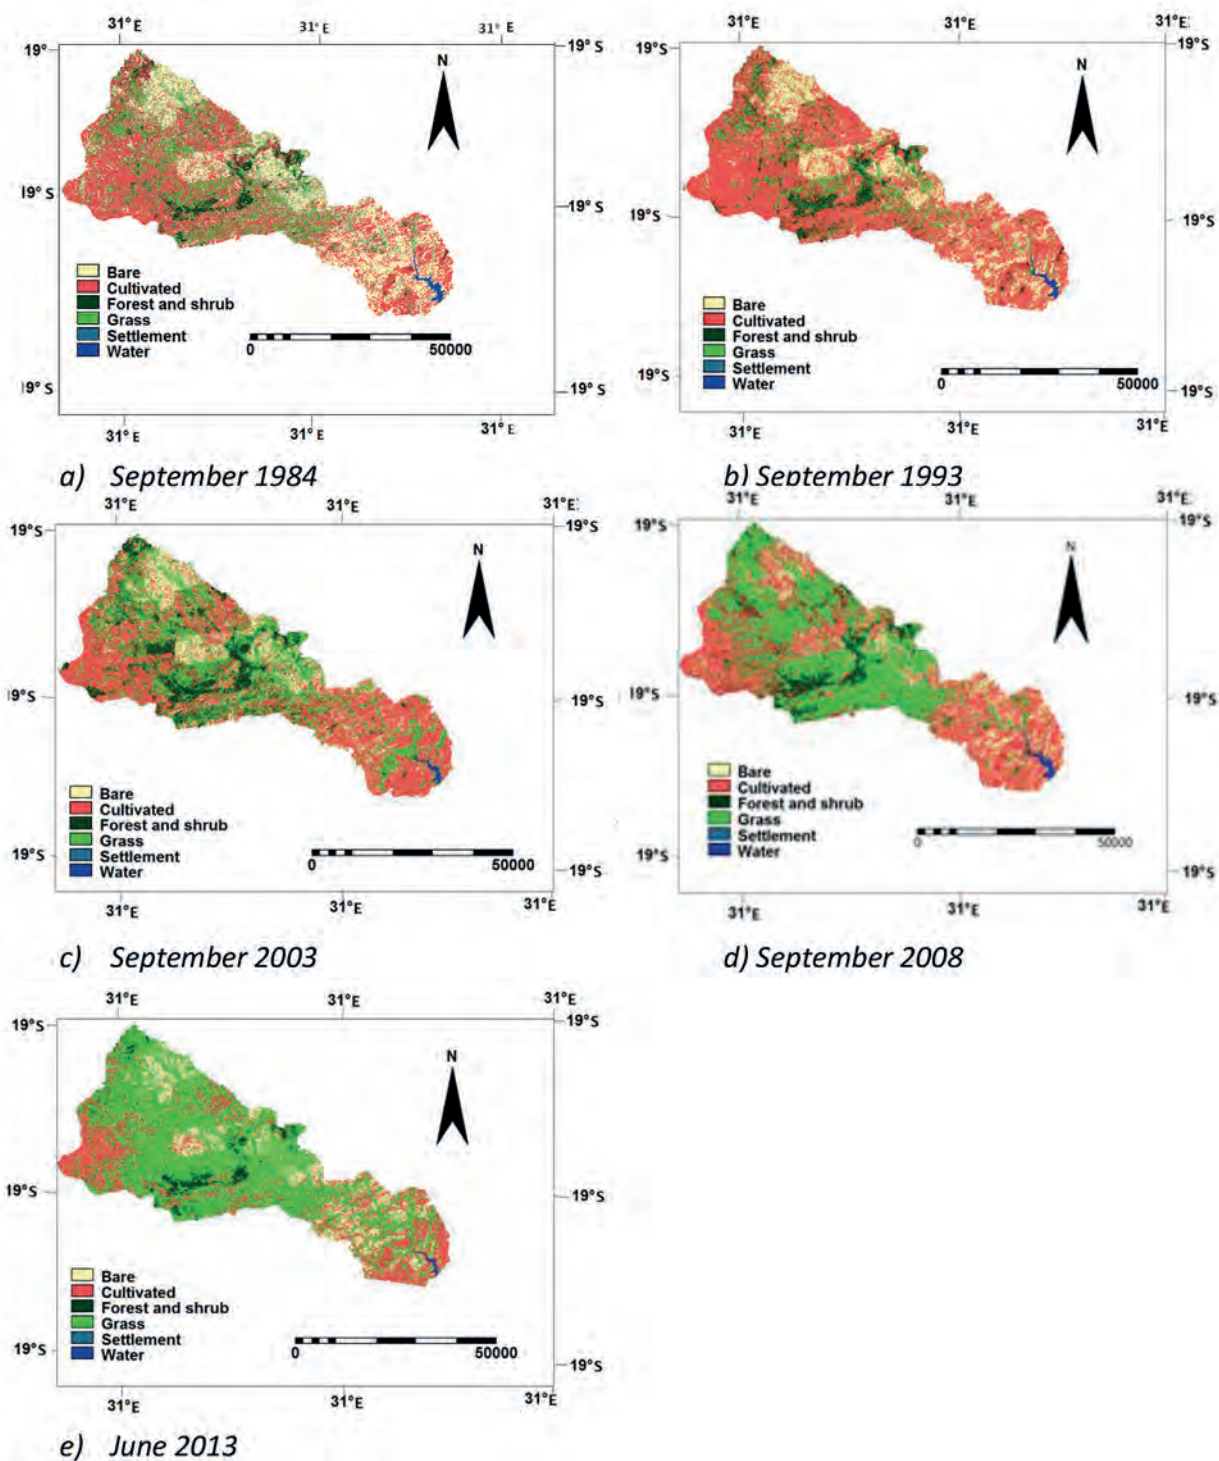 31°E 31°E 31°E
19° 19° S
N
19° S 19° S
Bare
Cultivated
Forest and shrub
Grass
Settlement
Water
0 50000
19° S 19° S
31°E 31°E 31°E
a) September 1984
31°E 31°E 31°E
19°S 19° S
N
19°S 19° S
Bare
Cultivated
Forest and shrub
Grass
Settlement
Water
0 50000
19°S 19° S
31°E 31°E 31°E
b) September 1993
31°E 31°E 31°E
19°S 19°S
N
19°S 19°S
Bare
Cultivated
Forest and shrub
Grass
Settlement
Water
0 50000
19°S 19°S
31°E 31°E 31°E
c) September 2003
31°E 31°E 31°E
19°S 19°S
N
19°S 19°S
Bare
Cultivated
Forest and shrub
Grass
Settlement
Water
0 50000
19°S 19°S
31°E 31°E 31°E
d) September 2008
31°E 31°E 31°E
19°S 19°S
N
19°S 19°S
Bare
Cultivated
Forest and shrub
Grass
Settlement
Water
0 50000
19°S 19°S
31°E 31°E 31°E
e) June 2013